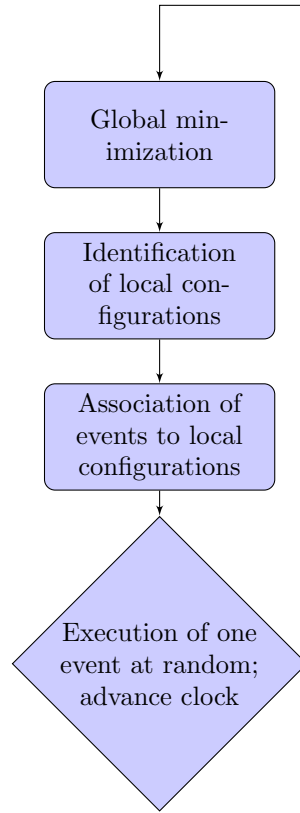 Global min-
imization
Identification
of local con-
figurations
Association of
events to local
configurations
Execution of one
event at random;
advance clock